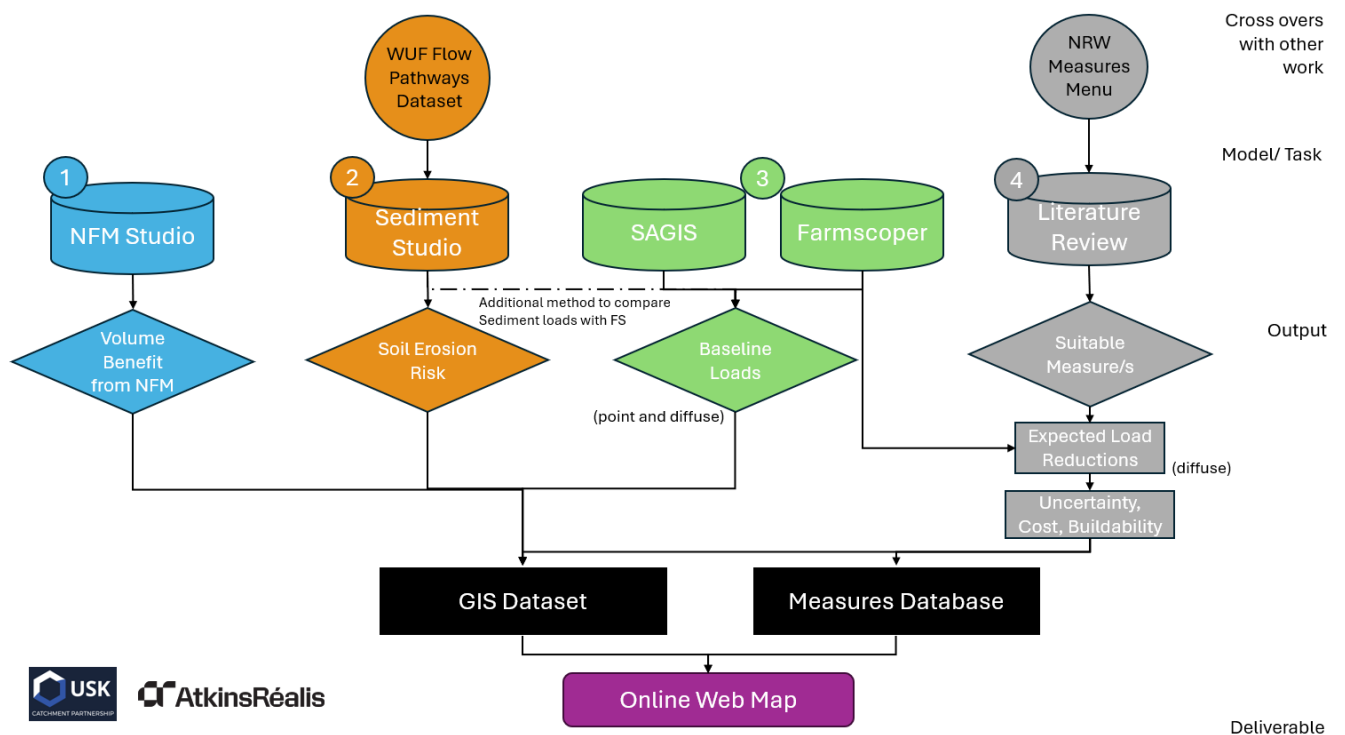 Cross overs
with other
work
WUF Flow
Pathways
Dataset
NRW
Measures
Menu
Model/ Task
1
NFM Studio
2
Sediment
Studio
3
SAGIS
Farmscoper
4
Literature
Review
Additional method to compare
Sediment loads with FS
Output
Volume
Benefit
from NFM
Soil Erosion
Risk
Baseline
Loads
(point and diffuse)
Suitable
Measure/s
Expected Load
Reductions
(diffuse)
Uncertainty,
Cost, Buildability
GIS Dataset
Measures Database
Online Web Map
USK
CATCHMENT PARTNERSHIP
AtkinsRéalis
Deliverable